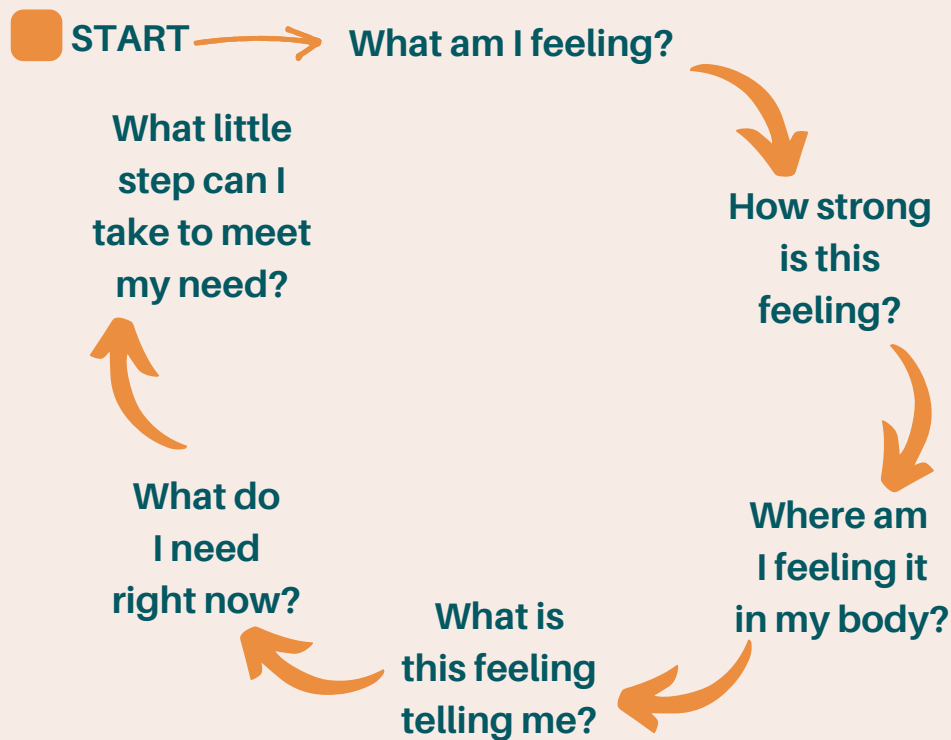 START
What am I feeling?
How strong
is this
feeling?
Where am
I feeling it
in my body?
What is
this feeling
telling me?
What do
I need
right now?
What little
step can I
take to meet
my need?